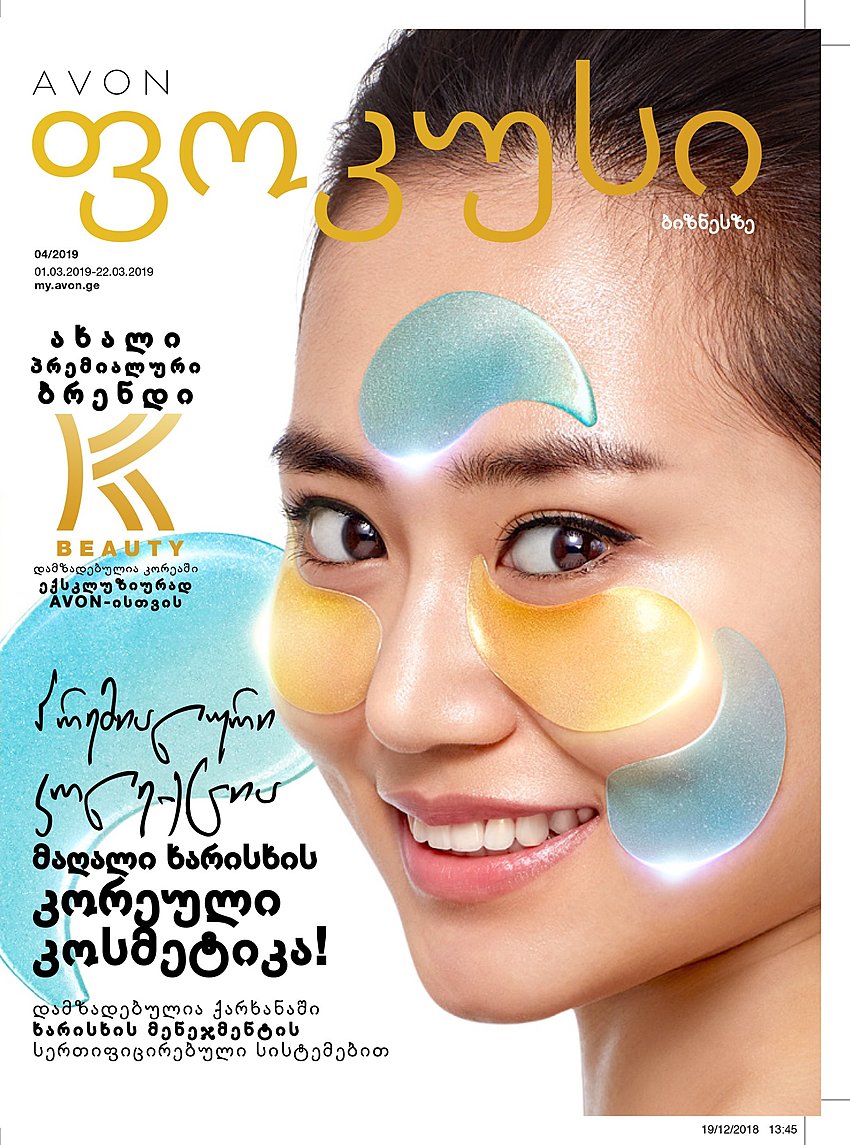 AVON
ფოკუსი
ბიზნესზე
04/2019
01.03.2019-22.03.2019
my.avon.ge
ახალი
პრემიალური
ბრენდი
K
BEAUTY
დამზადებულია კორეაში
ექსკლუზიურად
AVON-ისთვის
პრემიალური
კოლექცია
მაღალი ხარისხის
კორეული
კოსმეტიკა!
დამზადებულია ქარხანაში
ხარისხის მენეჯმენტის
სერთიფიცირებული სისტემებით
19/12/2018 13:45